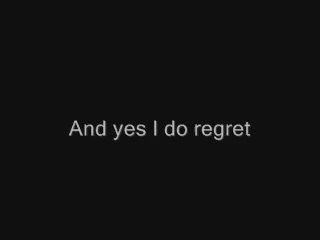 And yes I do regret